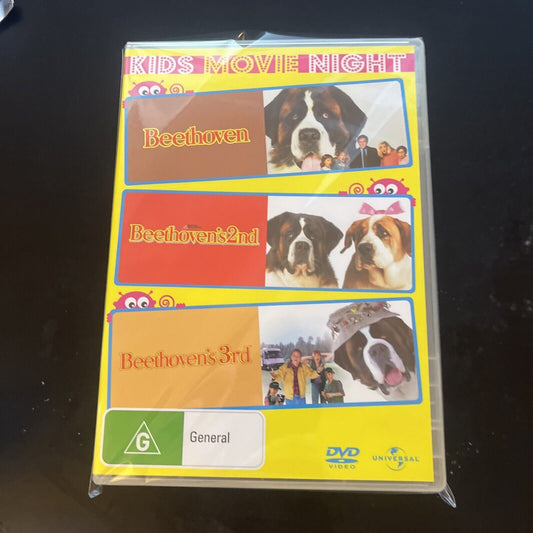 KIDS MOVIE NIGHT
Beethoven
Beethoven's 2nd
Beethoven's 3rd
G
General
DVD
VIDEO
UNIVERSAL